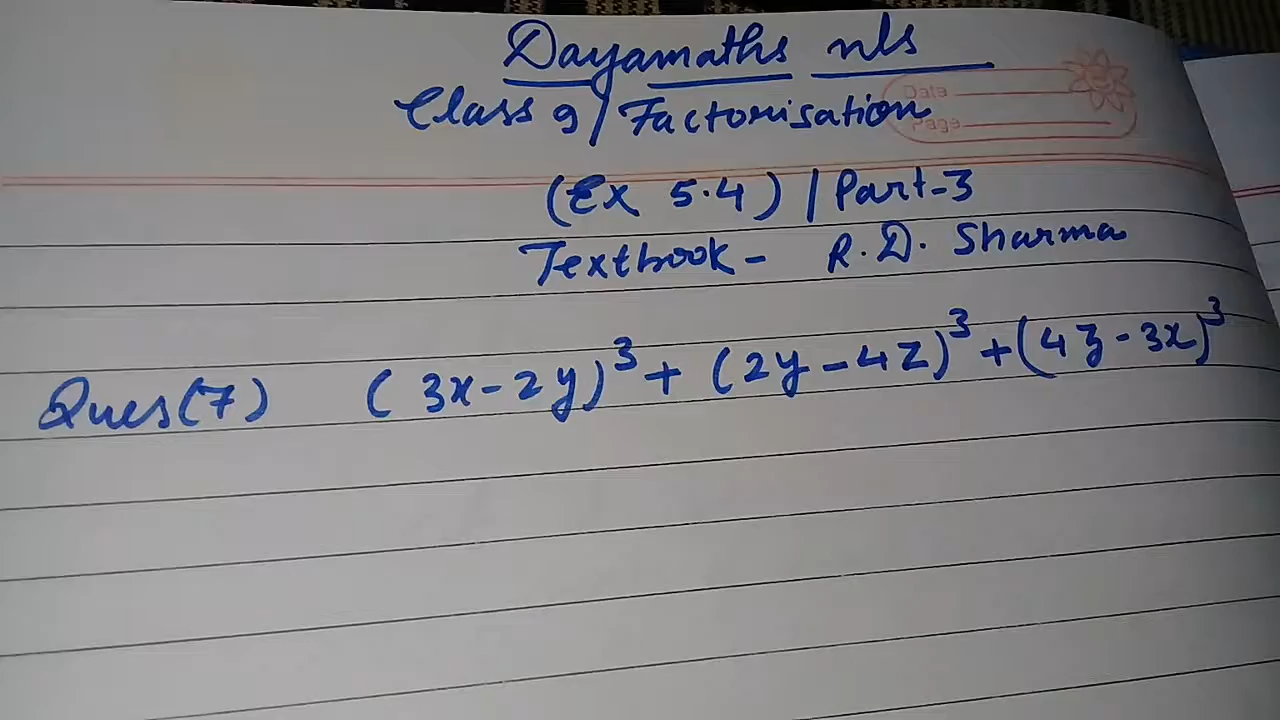 Dayamaths nls
Class 9/Factorisation
Data
Page
(Ex 5.4) | Part-3
Textbook- R.D. Sharma
Ques(7) (3x-2y)³+(2y-4z)³+(4z-3x)³